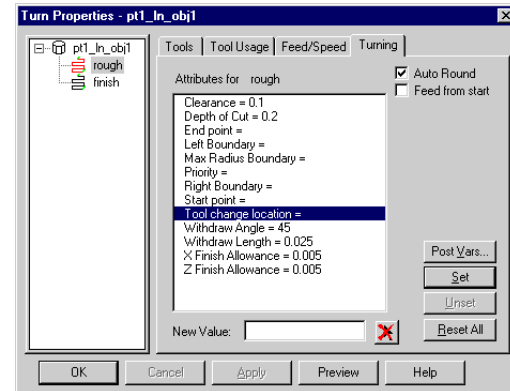 Turn Properties - pt1_ln_obj1
pt1_ln_obj1
rough
finish
Tools
Tool Usage
Feed/Speed
Turning
Attributes for rough
Auto Round
Feed from start
Clearance = 0.1
Depth of Cut = 0.2
End point =
Left Boundary =
Max Radius Boundary =
Priority =
Right Boundary =
Start point =
Tool change location =
Withdraw Angle = 45
Withdraw Length = 0.025
X Finish Allowance = 0.005
Z Finish Allowance = 0.005
Post Vars...
Set
Unset
Reset All
New Value:
OK
Cancel
Apply
Preview
Help